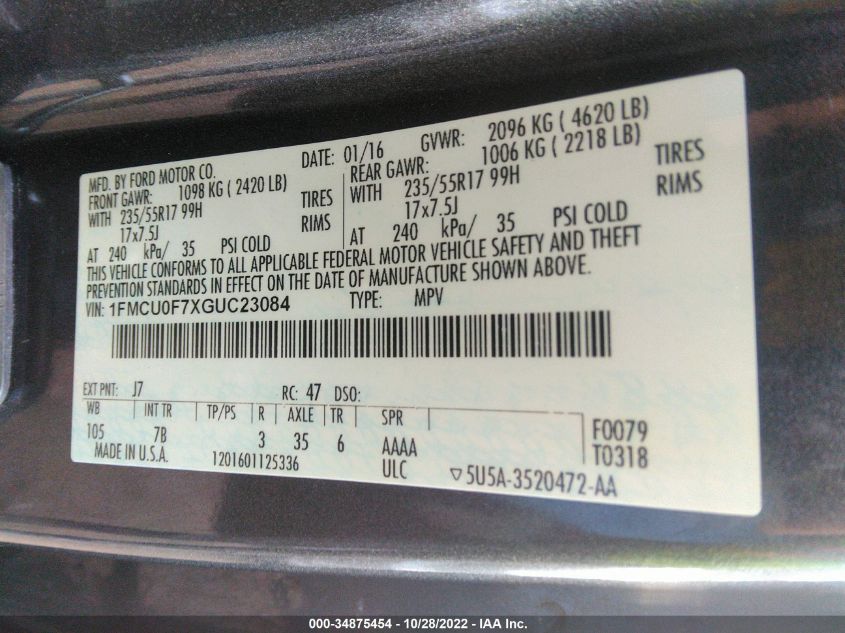 MFD. BY FORD MOTOR CO.
DATE: 01/16 GVWR: 2096 KG ( 4620 LB)
FRONT GAWR: 1098 KG ( 2420 LB)
WITH 235/55R17 99H TIRES
17x7.5J RIMS
AT 240 kPa/ 35 PSI COLD
REAR GAWR: 1006 KG ( 2218 LB)
WITH 235/55R17 99H TIRES
17x7.5J RIMS
AT 240 kPa/ 35 PSI COLD
THIS VEHICLE CONFORMS TO ALL APPLICABLE FEDERAL MOTOR VEHICLE SAFETY AND THEFT
PREVENTION STANDARDS IN EFFECT ON THE DATE OF MANUFACTURE SHOWN ABOVE.
VIN: 1FMCU0F7XGUC23084 TYPE: MPV
EXT PNT: J7 RC: 47 DSO:
WB INT TR TP/PS R AXLE TR SPR
105 7B 3 35 6 AAAA
F0079
T0318
MADE IN U.S.A. 1201601125336 ULC ▽5U5A-3520472-AA
000-34875454 - 10/28/2022 - IAA Inc.